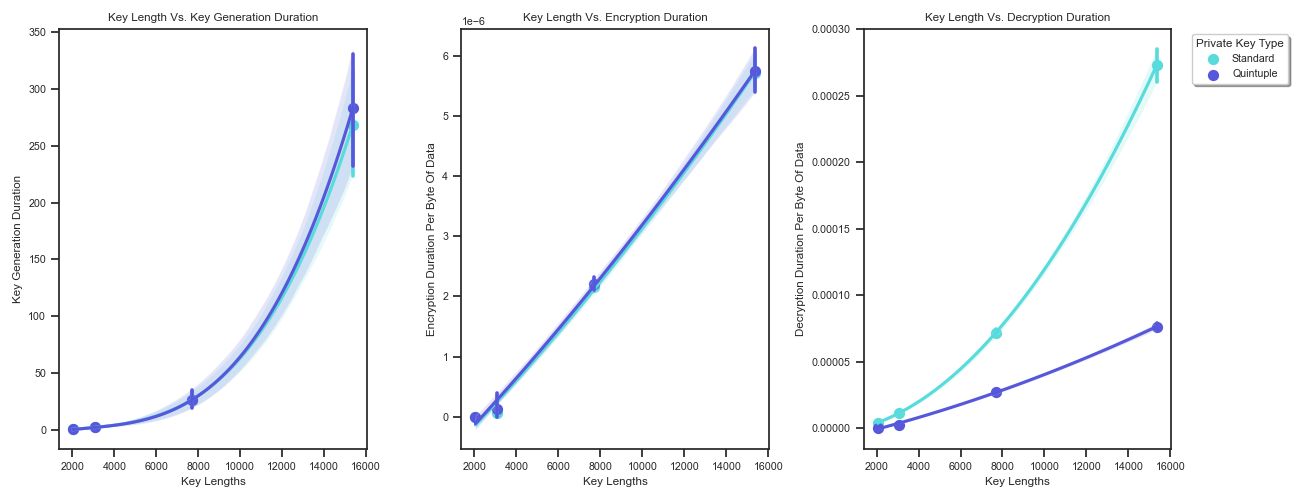 Key Length Vs. Key Generation Duration
350
300
250
200
150
100
50
0
Key Generation Duration
2000 4000 6000 8000 10000 12000 14000 16000
Key Lengths
Key Length Vs. Encryption Duration
1e−6
6
5
4
3
2
1
0
Encryption Duration Per Byte Of Data
2000 4000 6000 8000 10000 12000 14000 16000
Key Lengths
Key Length Vs. Decryption Duration
0.00030
0.00025
0.00020
0.00015
0.00010
0.00005
0.00000
Decryption Duration Per Byte Of Data
2000 4000 6000 8000 10000 12000 14000 16000
Key Lengths
Private Key Type
Standard
Quintuple